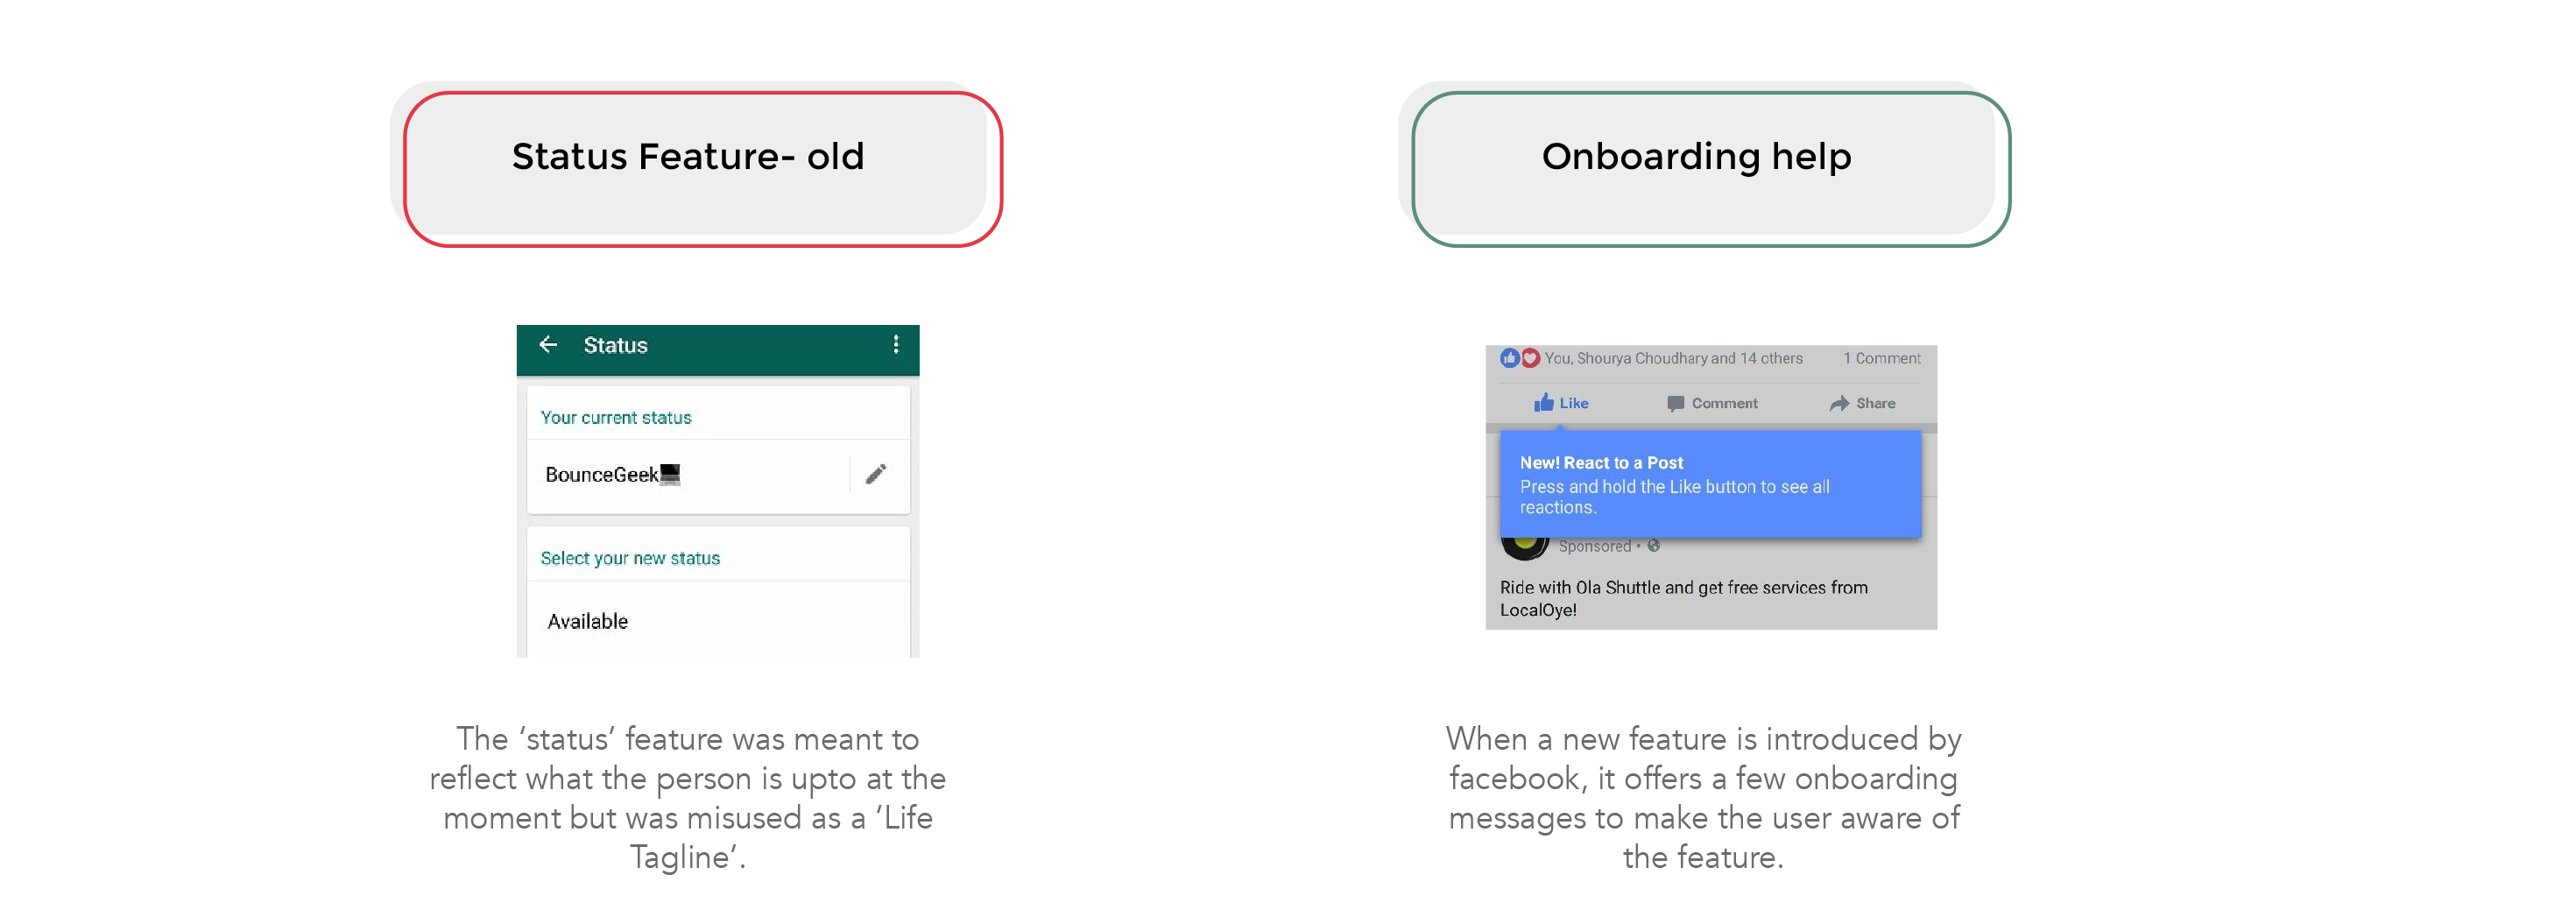 Status Feature- old
Status
Your current status
BounceGeek💻
Select your new status
Available
The ‘status’ feature was meant to
reflect what the person is upto at the
moment but was misused as a ‘Life
Tagline’.
Onboarding help
You, Shourya Choudhary and 14 others 1 Comment
Like Comment Share
New! React to a Post
Press and hold the Like button to see all
reactions.
Sponsored •
Ride with Ola Shuttle and get free services from
LocalOye!
When a new feature is introduced by
facebook, it offers a few onboarding
messages to make the user aware of
the feature.